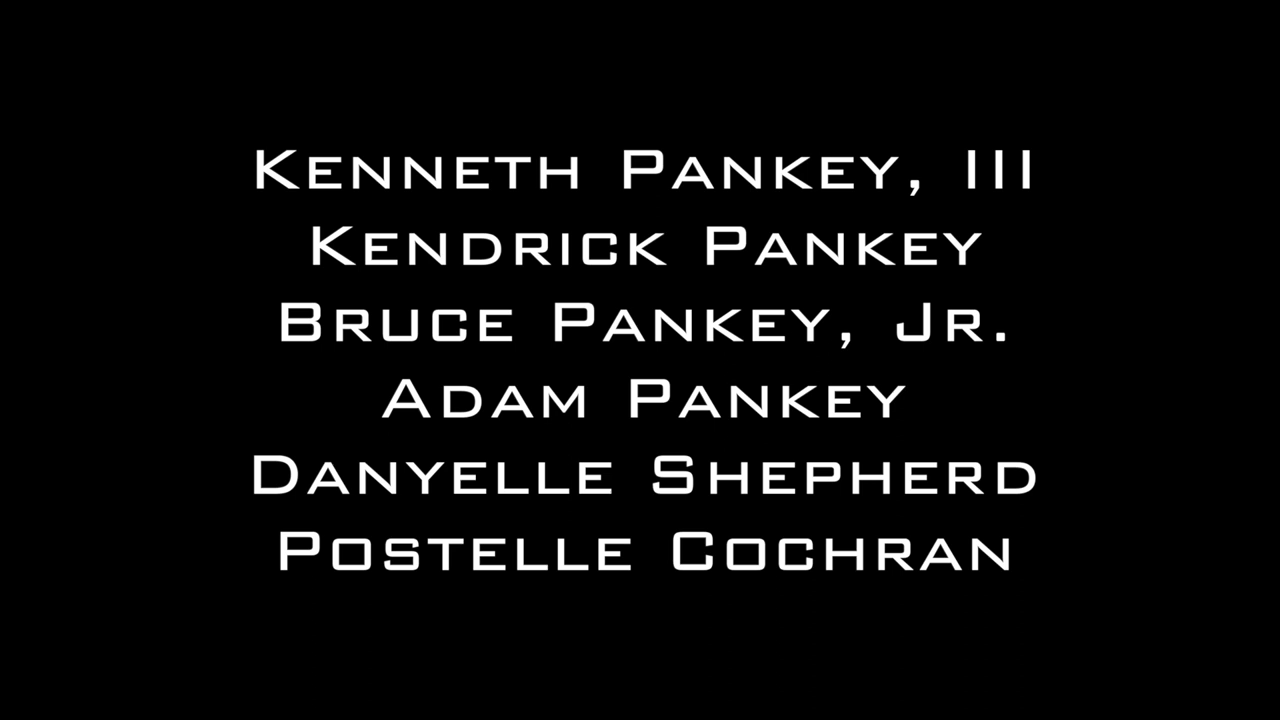 Kenneth Pankey, III
Kendrick Pankey
Bruce Pankey, Jr.
Adam Pankey
Danyelle Shepherd
Postelle Cochran